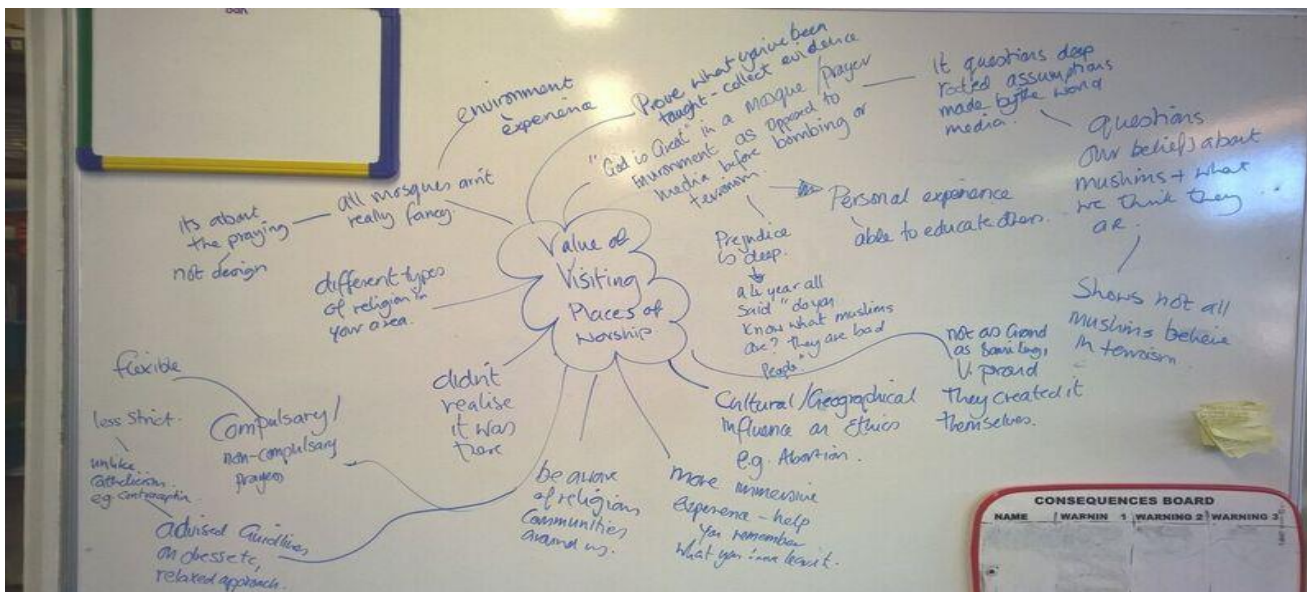 Value of
Visiting
Places of
Worship
environment
experience
all mosques arn't
really fancy.
its about
the praying
not design
different types
of religion in
your area.
didn't
realise
it was
there
Compulsary/
non-compulsary
prayers
flexible
less strict.
unlike
catholicism.
e.g. contraception.
advised Guidlines
on dress etc,
relaxed approach.
be aware
of religion
Communities
around us.
more immersive
experience - help
you remember
what you learnt.
Cultural/Geographical
influence on Ethics
e.g. Abortion.
not as Grand
as
V. proud
They created it
themselves.
Prove what you've been
taught - collect evidence
"God is Great" in a mosque/prayer
Environment as opposed to
media before bombing or
terrorism.
It questions deep
rooted assumptions
made by the world
media.
questions
our beliefs about
muslims + what
we think they
are.
Shows not all
muslims believe
in terrorism.
Personal experience
able to educate others..
Prejudice
is deep.
a 4 year
said "do you
know what muslims
are? they are bad
people"
CONSEQUENCES BOARD
NAME WARNIN 1 WARNING 2 WARNING 3